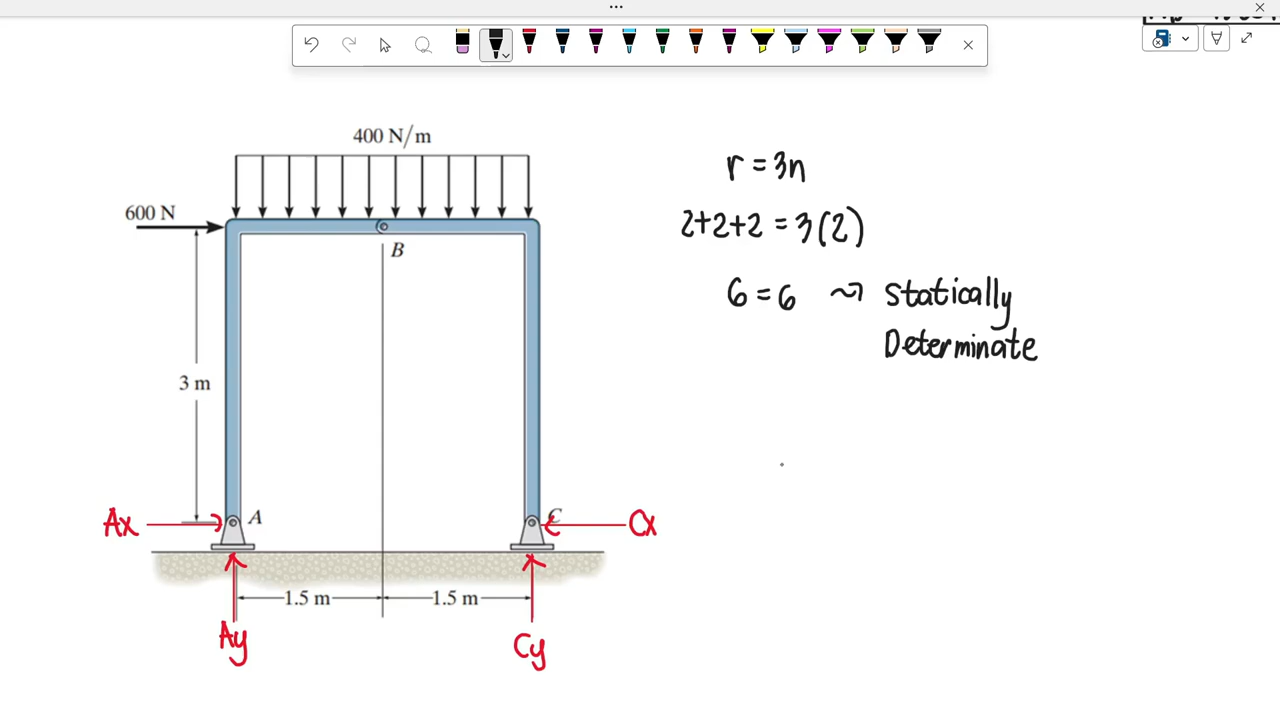 400 N/m
600 N
B
3 m
A
C
Ax
Cx
1.5 m
1.5 m
Ay
Cy
r = 3n
2+2+2 = 3(2)
6 = 6 ⤳ Statically
Determinate